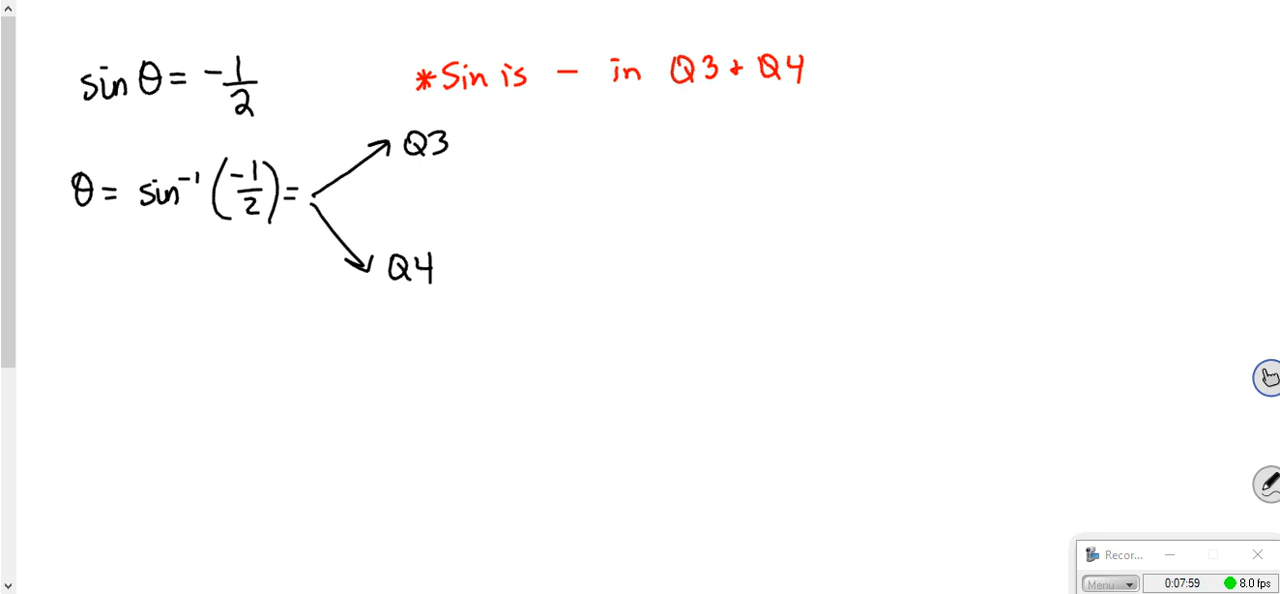 sin θ = -1/2
*Sin is - in Q3 + Q4
Q3
θ = sin⁻¹(-1/2) =
Q4
Recor...
Menu
0:07:59
8.0 fps